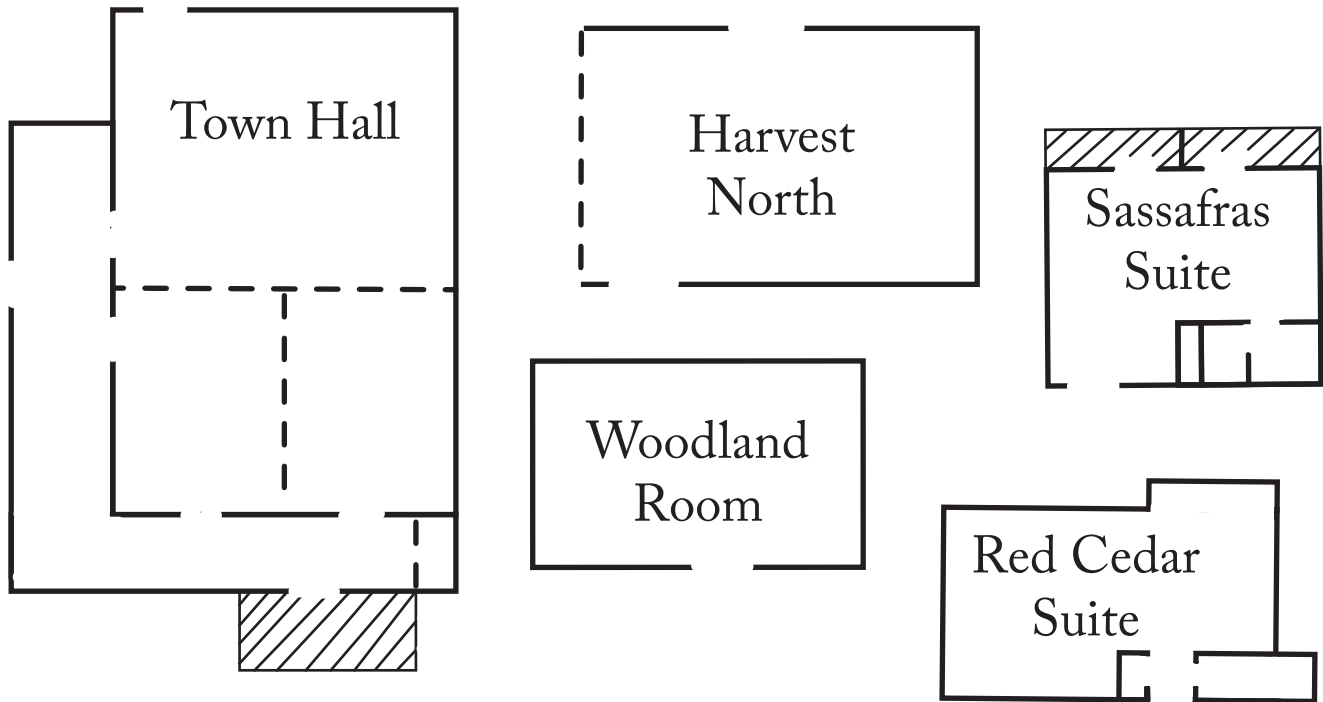 Town Hall
Harvest
North
Sassafras
Suite
Woodland
Room
Red Cedar
Suite